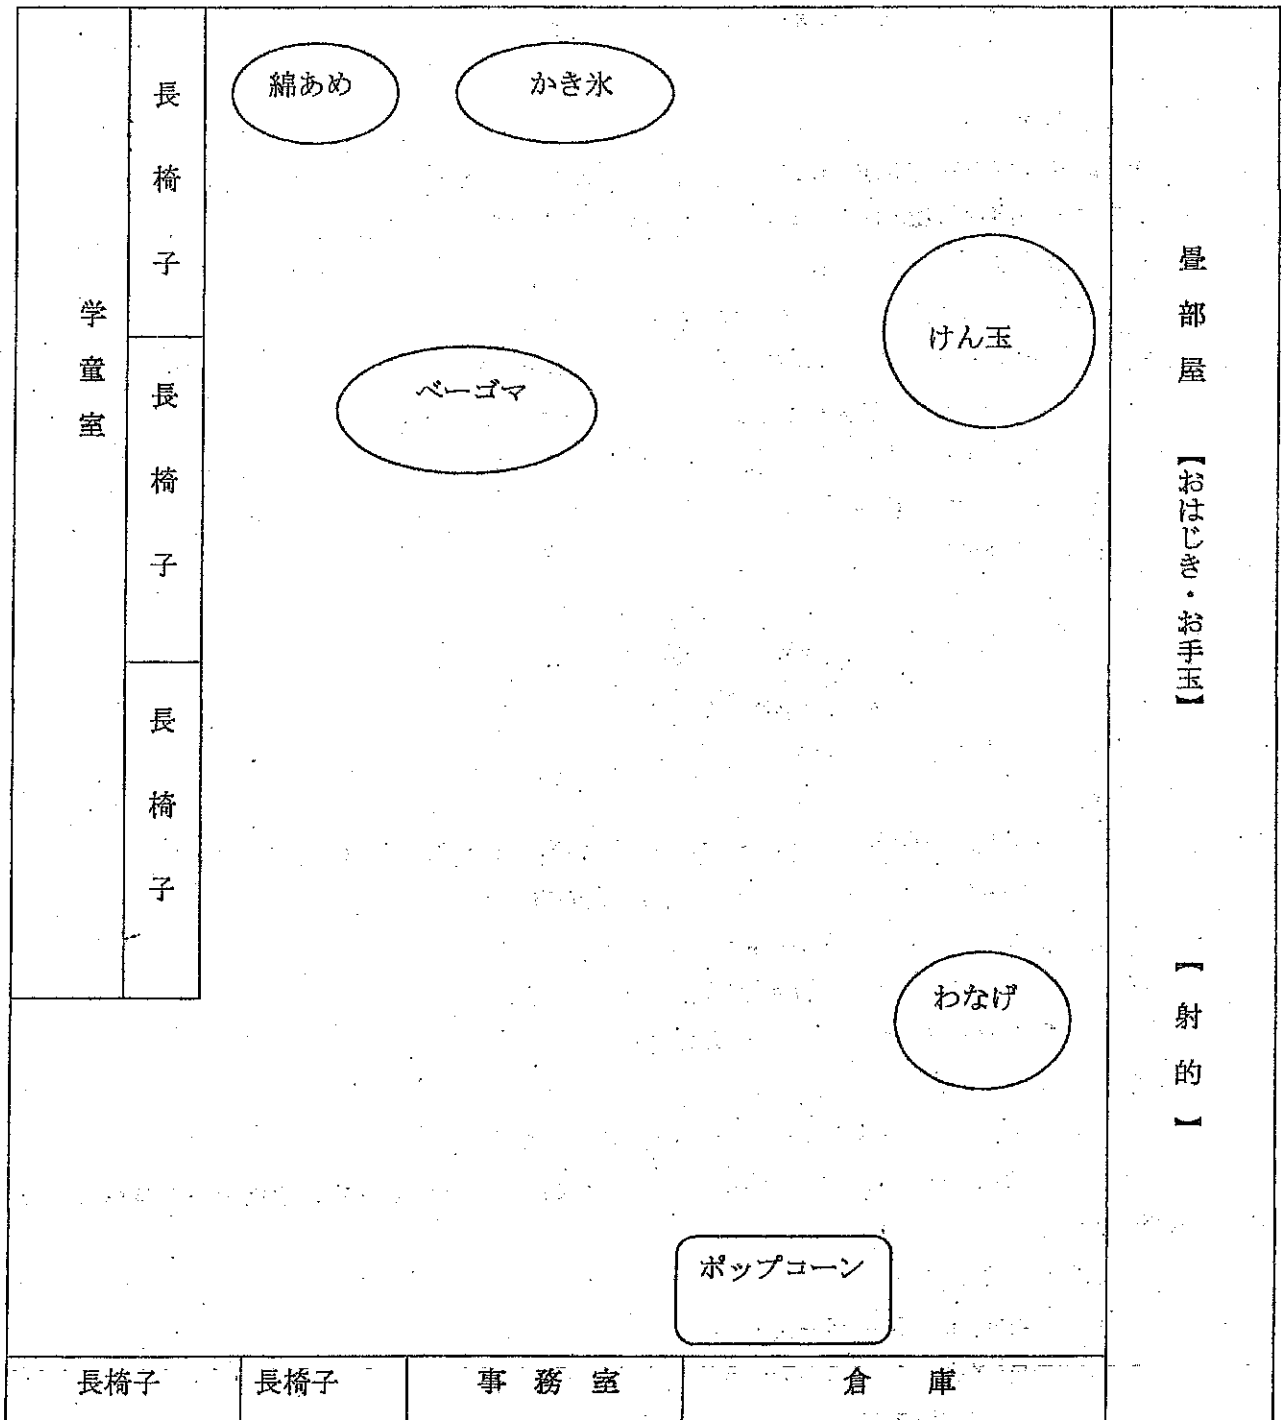 綿あめ
かき氷
長椅子
学童室
長椅子
ベーゴマ
けん玉
畳部屋 【おはじき・お手玉】 【射的】
長椅子
わなげ
ポップコーン
長椅子
長椅子
事務室
倉庫